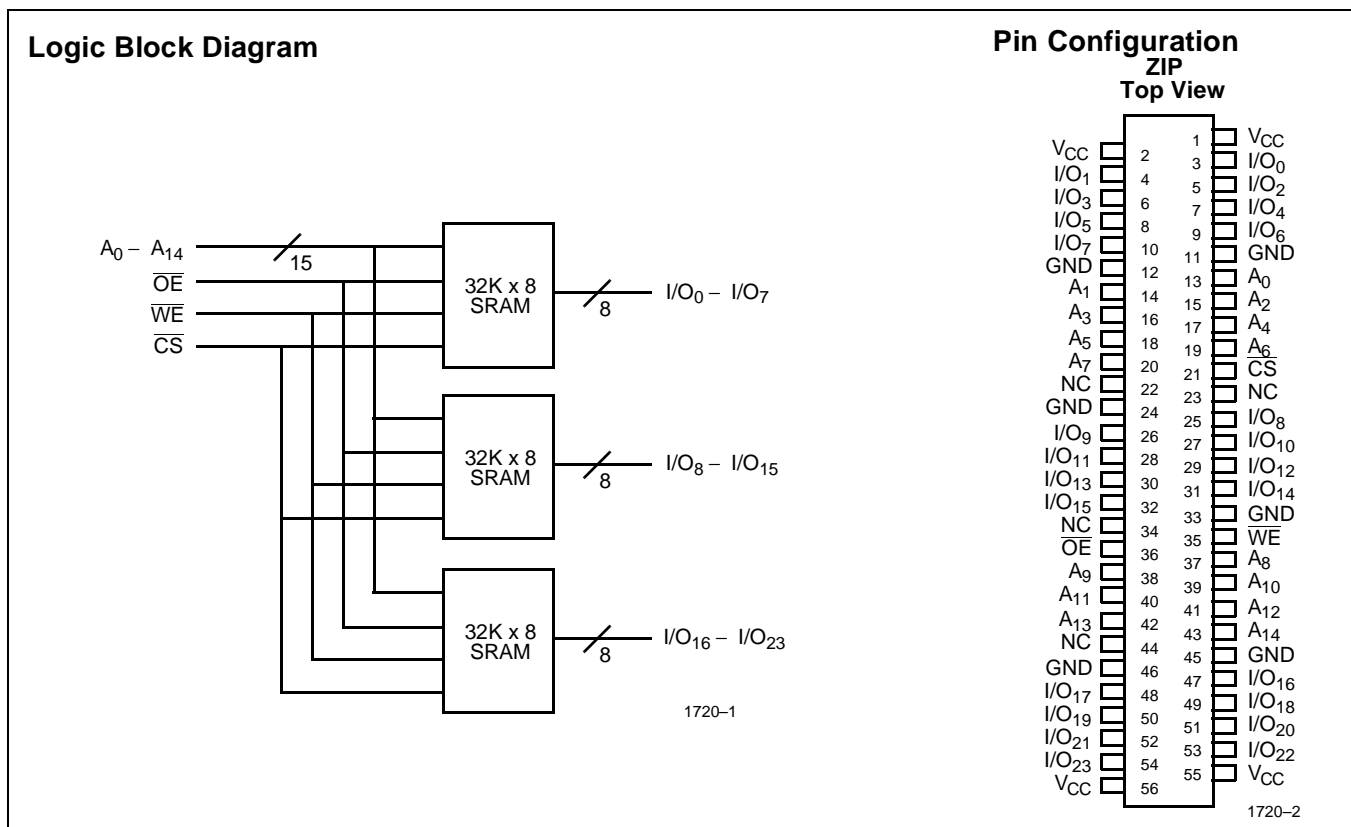 Logic Block Diagram
A0 – A14
15
OE
WE
CS
32K x 8
SRAM
8
I/O0 – I/O7
32K x 8
SRAM
8
I/O8 – I/O15
32K x 8
SRAM
8
I/O16 – I/O23
1720–1
Pin Configuration
ZIP
Top View
1 VCC
VCC 2
3 I/O0
I/O1 4
5 I/O2
I/O3 6
7 I/O4
I/O5 8
9 I/O6
I/O7 10
11 GND
GND 12
13 A0
A1 14
15 A2
A3 16
17 A4
A5 18
19 A6
A7 20
21 CS
NC 22
23 NC
GND 24
25 I/O8
I/O9 26
27 I/O10
I/O11 28
29 I/O12
I/O13 30
31 I/O14
I/O15 32
33 GND
NC 34
35 WE
OE 36
37 A8
A9 38
39 A10
A11 40
41 A12
A13 42
43 A14
NC 44
45 GND
GND 46
47 I/O16
I/O17 48
49 I/O18
I/O19 50
51 I/O20
I/O21 52
53 I/O22
I/O23 54
55 VCC
VCC 56
1720–2